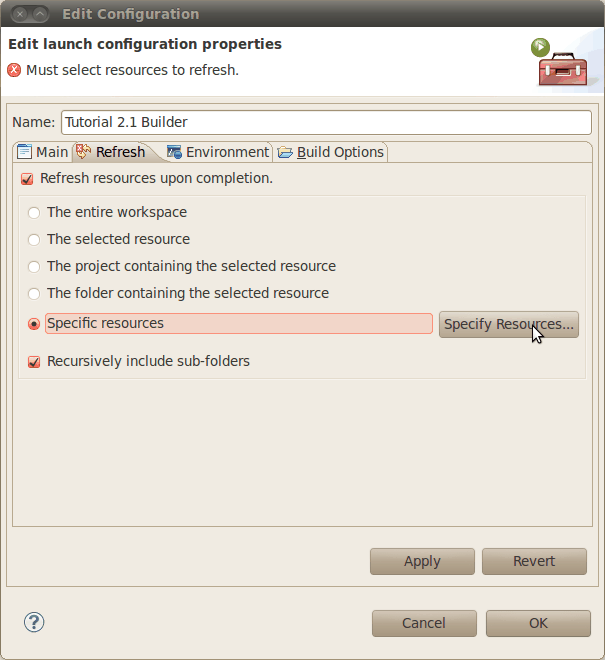 Edit Configuration
Edit launch configuration properties
Must select resources to refresh.
Name: Tutorial 2.1 Builder
Main Refresh Environment Build Options
Refresh resources upon completion.
The entire workspace
The selected resource
The project containing the selected resource
The folder containing the selected resource
Specific resources Specify Resources...
Recursively include sub-folders
Apply Revert
? Cancel OK